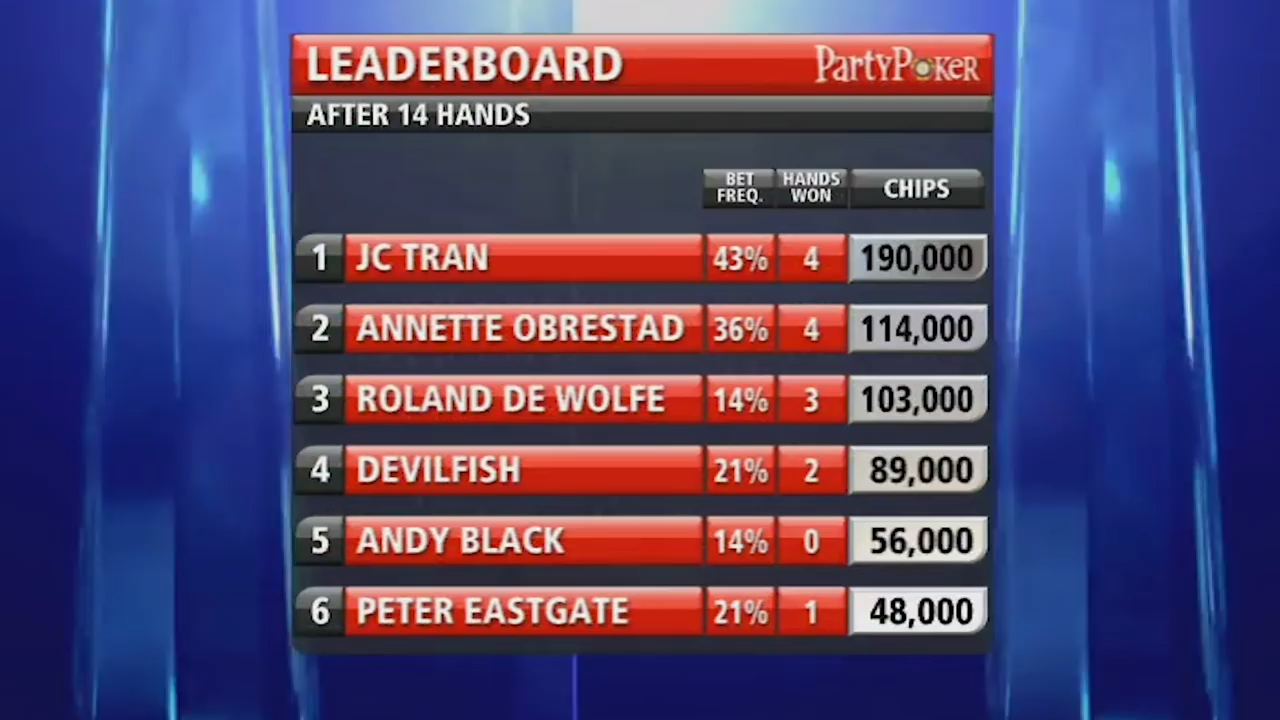 LEADERBOARD PARTYPOKER
AFTER 14 HANDS
BET FREQ. HANDS WON CHIPS
1 JC TRAN 43% 4 190,000
2 ANNETTE OBRESTAD 36% 4 114,000
3 ROLAND DE WOLFE 14% 3 103,000
4 DEVILFISH 21% 2 89,000
5 ANDY BLACK 14% 0 56,000
6 PETER EASTGATE 21% 1 48,000